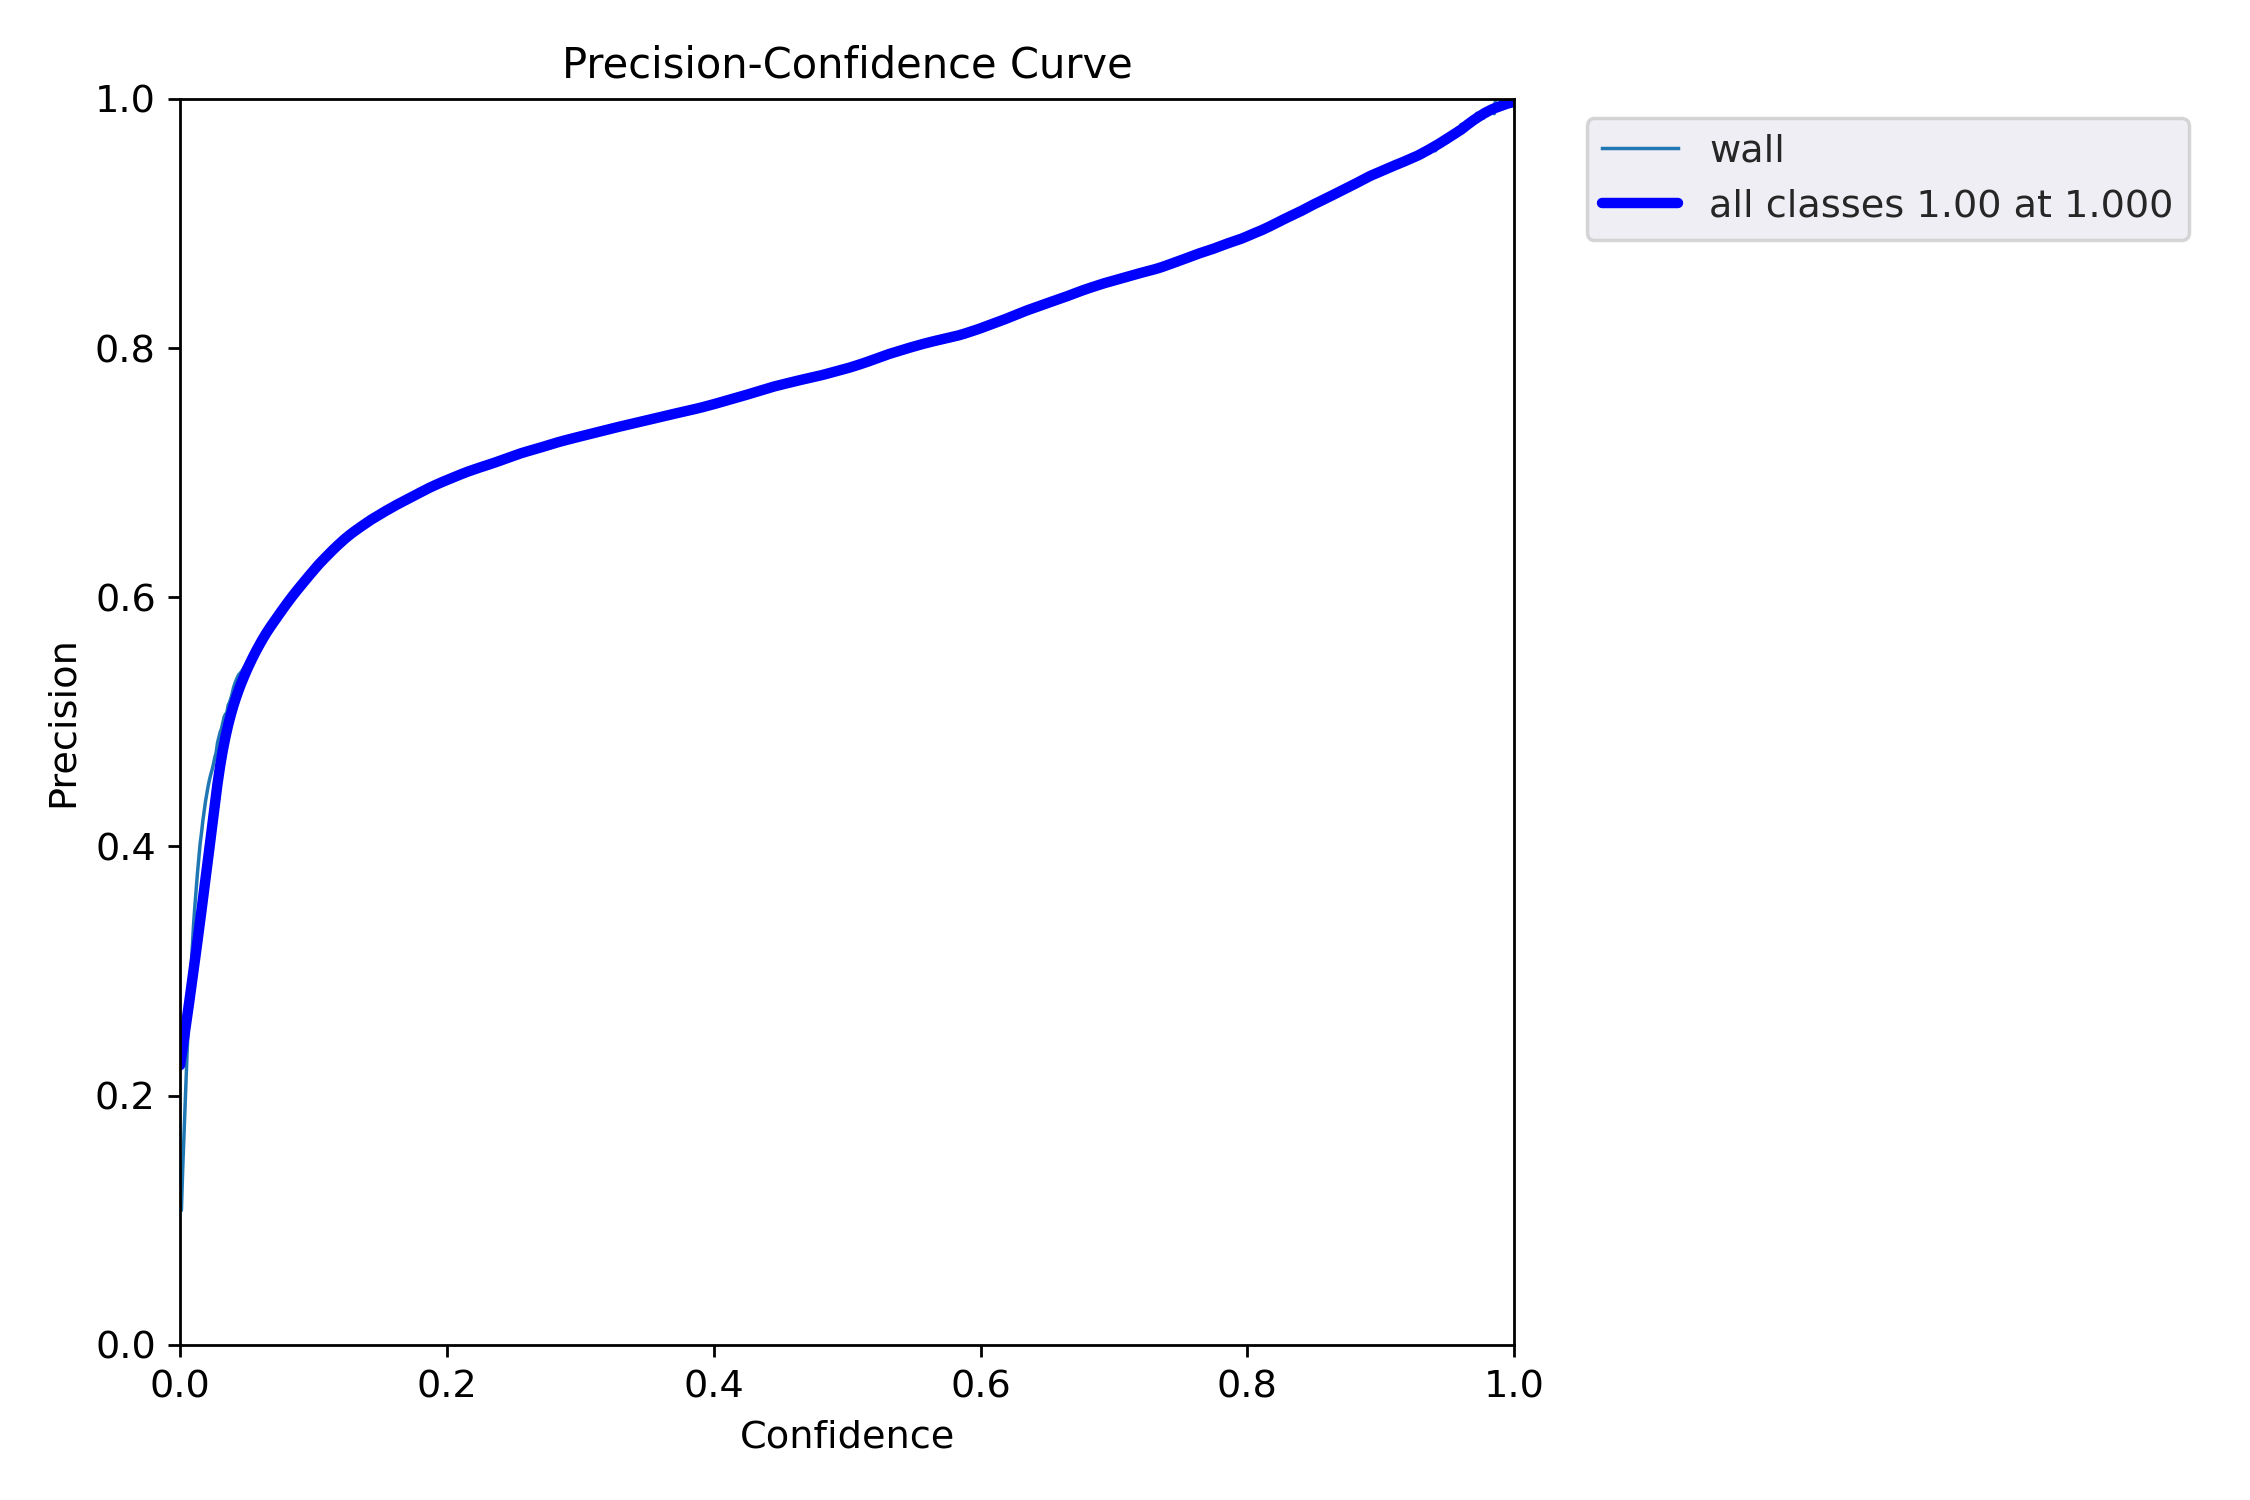 Precision-Confidence Curve
1.0
0.8
0.6
0.4
0.2
0.0
Precision
0.0 0.2 0.4 0.6 0.8 1.0
Confidence
wall
all classes 1.00 at 1.000